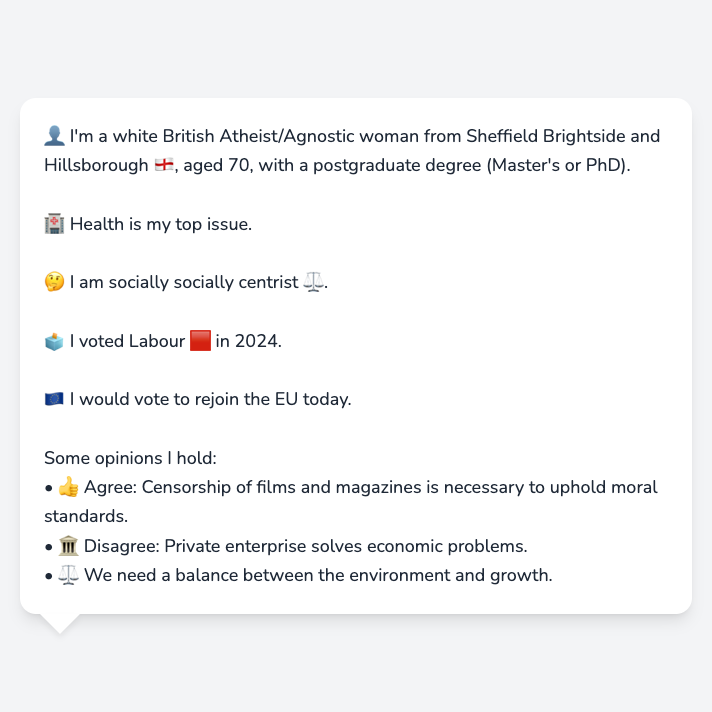 👤 I'm a white British Atheist/Agnostic woman from Sheffield Brightside and
Hillsborough 🏴󠁧󠁢󠁥󠁮󠁧󠁿, aged 70, with a postgraduate degree (Master's or PhD).
🏥 Health is my top issue.
🤔 I am socially socially centrist ⚖️.
🗳️ I voted Labour 🟥 in 2024.
🇪🇺 I would vote to rejoin the EU today.
Some opinions I hold:
• 👍 Agree: Censorship of films and magazines is necessary to uphold moral
standards.
• 🏛️ Disagree: Private enterprise solves economic problems.
• ⚖️ We need a balance between the environment and growth.